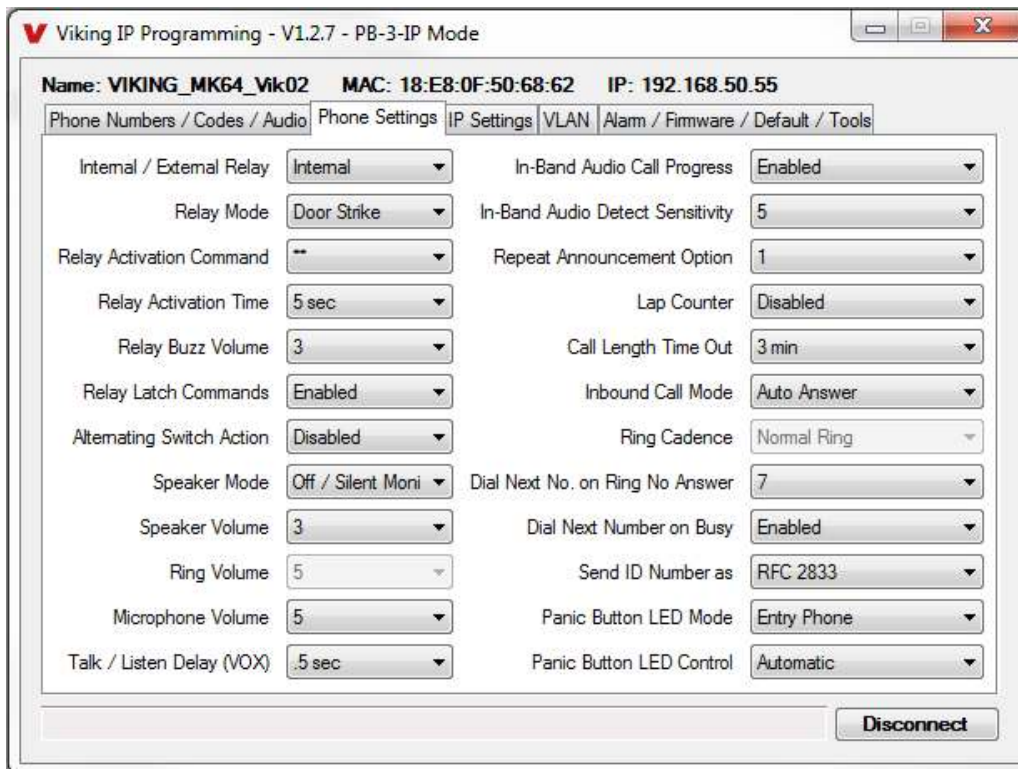 Viking IP Programming - V1.2.7 - PB-3-IP Mode
Name: VIKING_MK64_Vik02 MAC: 18:E8:0F:50:68:62 IP: 192.168.50.55
Phone Numbers / Codes / Audio Phone Settings IP Settings VLAN Alarm / Firmware / Default / Tools
Internal / External Relay Internal In-Band Audio Call Progress Enabled
Relay Mode Door Strike In-Band Audio Detect Sensitivity 5
Relay Activation Command ** Repeat Announcement Option 1
Relay Activation Time 5 sec Lap Counter Disabled
Relay Buzz Volume 3 Call Length Time Out 3 min
Relay Latch Commands Enabled Inbound Call Mode Auto Answer
Alternating Switch Action Disabled Ring Cadence Normal Ring
Speaker Mode Off / Silent Moni Dial Next No. on Ring No Answer 7
Speaker Volume 3 Dial Next Number on Busy Enabled
Ring Volume 5 Send ID Number as RFC 2833
Microphone Volume 5 Panic Button LED Mode Entry Phone
Talk / Listen Delay (VOX) .5 sec Panic Button LED Control Automatic
Disconnect